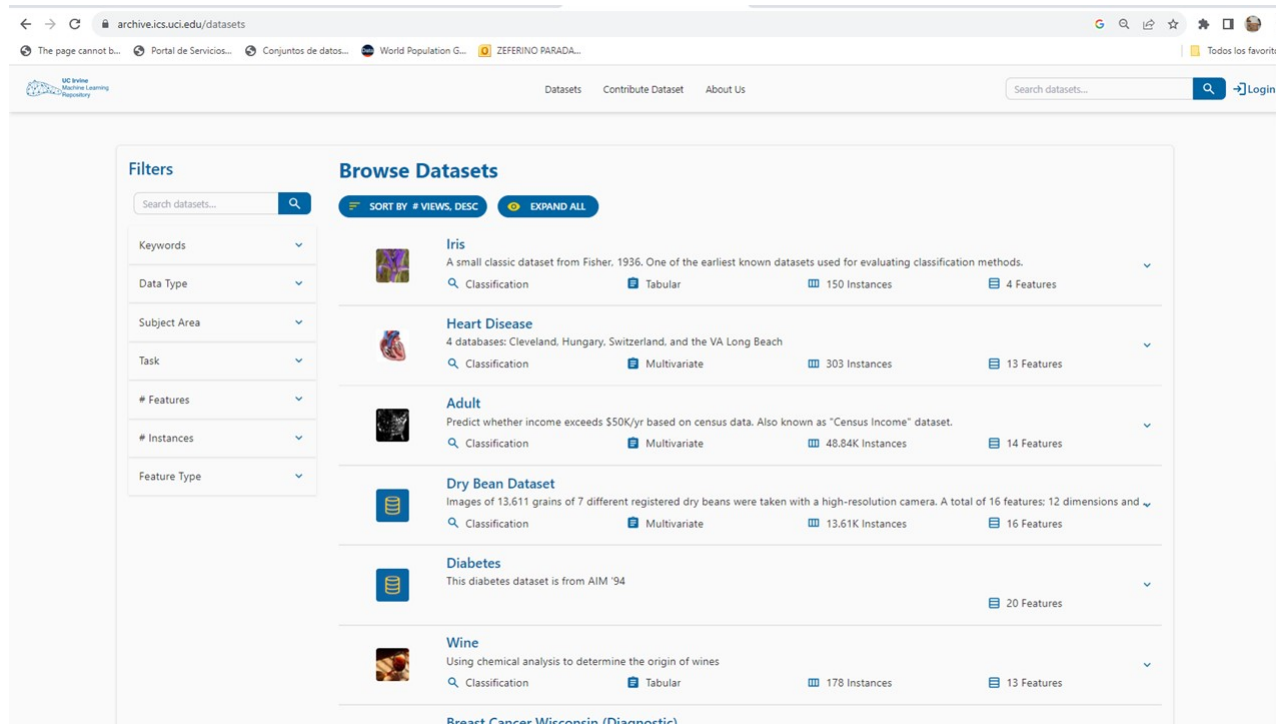 archive.ics.uci.edu/datasets
The page cannot b... Portal de Servicios... Conjuntos de datos... World Population G... ZEFERINO PARADA... Todos los favorito
UC Irvine
Machine Learning
Repository
Datasets Contribute Dataset About Us Search datasets... Login
Filters
Search datasets...
Keywords
Data Type
Subject Area
Task
# Features
# Instances
Feature Type
Browse Datasets
SORT BY # VIEWS, DESC EXPAND ALL
Iris
A small classic dataset from Fisher, 1936. One of the earliest known datasets used for evaluating classification methods.
Classification Tabular 150 Instances 4 Features
Heart Disease
4 databases: Cleveland, Hungary, Switzerland, and the VA Long Beach
Classification Multivariate 303 Instances 13 Features
Adult
Predict whether income exceeds $50K/yr based on census data. Also known as "Census Income" dataset.
Classification Multivariate 48.84K Instances 14 Features
Dry Bean Dataset
Images of 13,611 grains of 7 different registered dry beans were taken with a high-resolution camera. A total of 16 features; 12 dimensions and
Classification Multivariate 13.61K Instances 16 Features
Diabetes
This diabetes dataset is from AIM '94
20 Features
Wine
Using chemical analysis to determine the origin of wines
Classification Tabular 178 Instances 13 Features
Breast Cancer Wisconsin (Diagnostic)